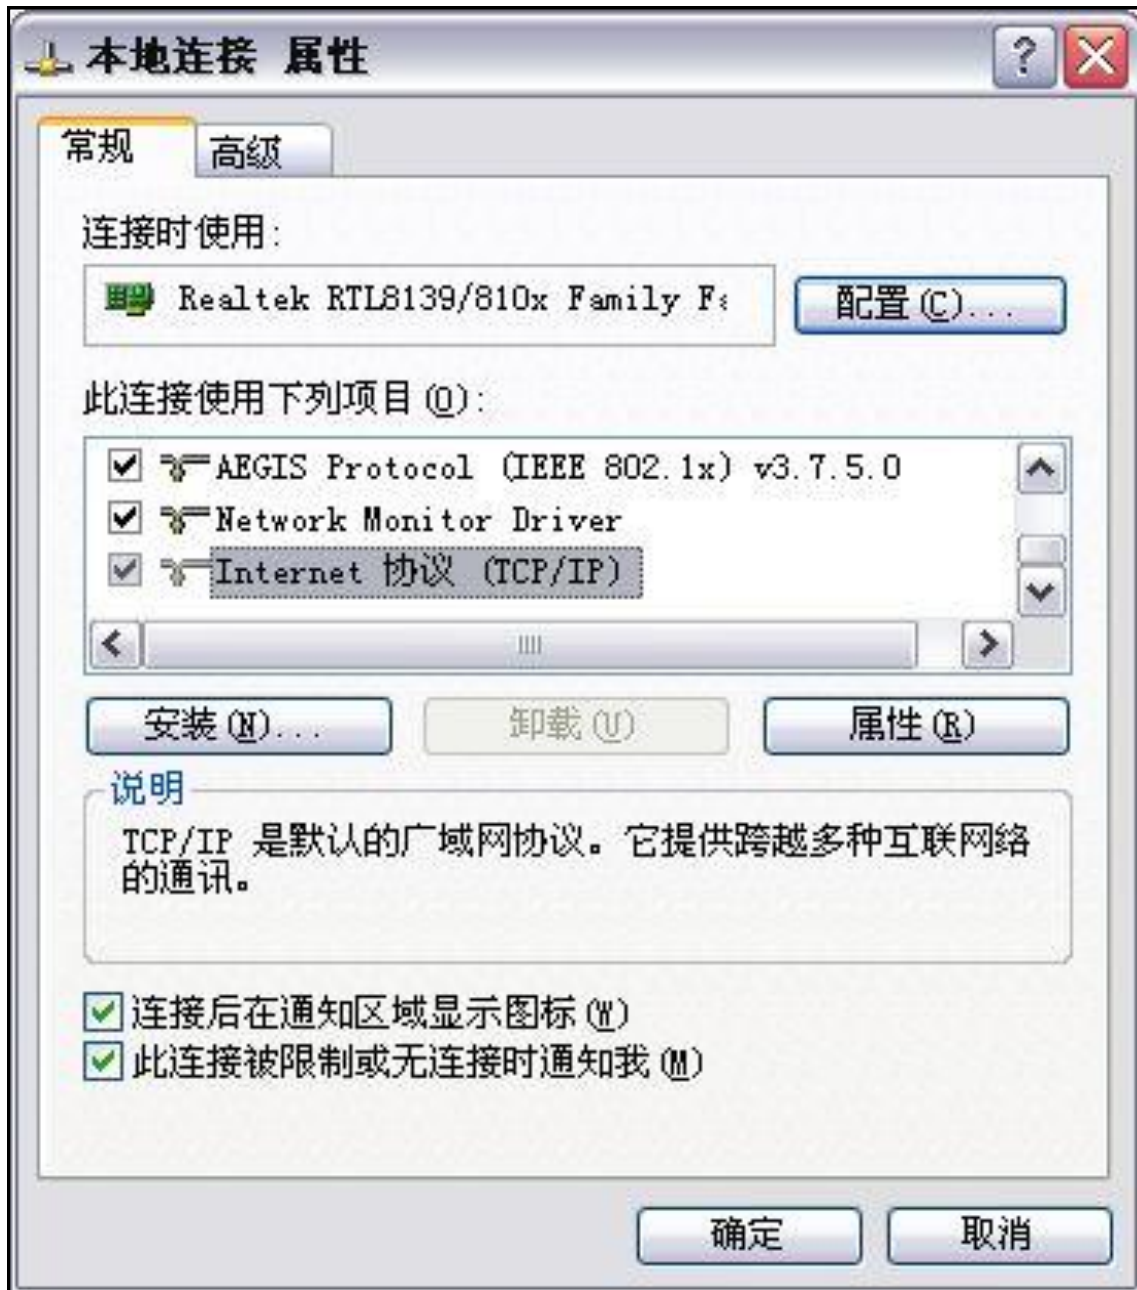 本地连接 属性
常规 高级
连接时使用:
Realtek RTL8139/810x Family Fa
配置(C)...
此连接使用下列项目(O):
AEGIS Protocol (IEEE 802.1x) v3.7.5.0
Network Monitor Driver
Internet 协议 (TCP/IP)
安装(N)... 卸载(U) 属性(R)
说明
TCP/IP 是默认的广域网协议。它提供跨越多种互联网络
的通讯。
连接后在通知区域显示图标(W)
此连接被限制或无连接时通知我(M)
确定 取消